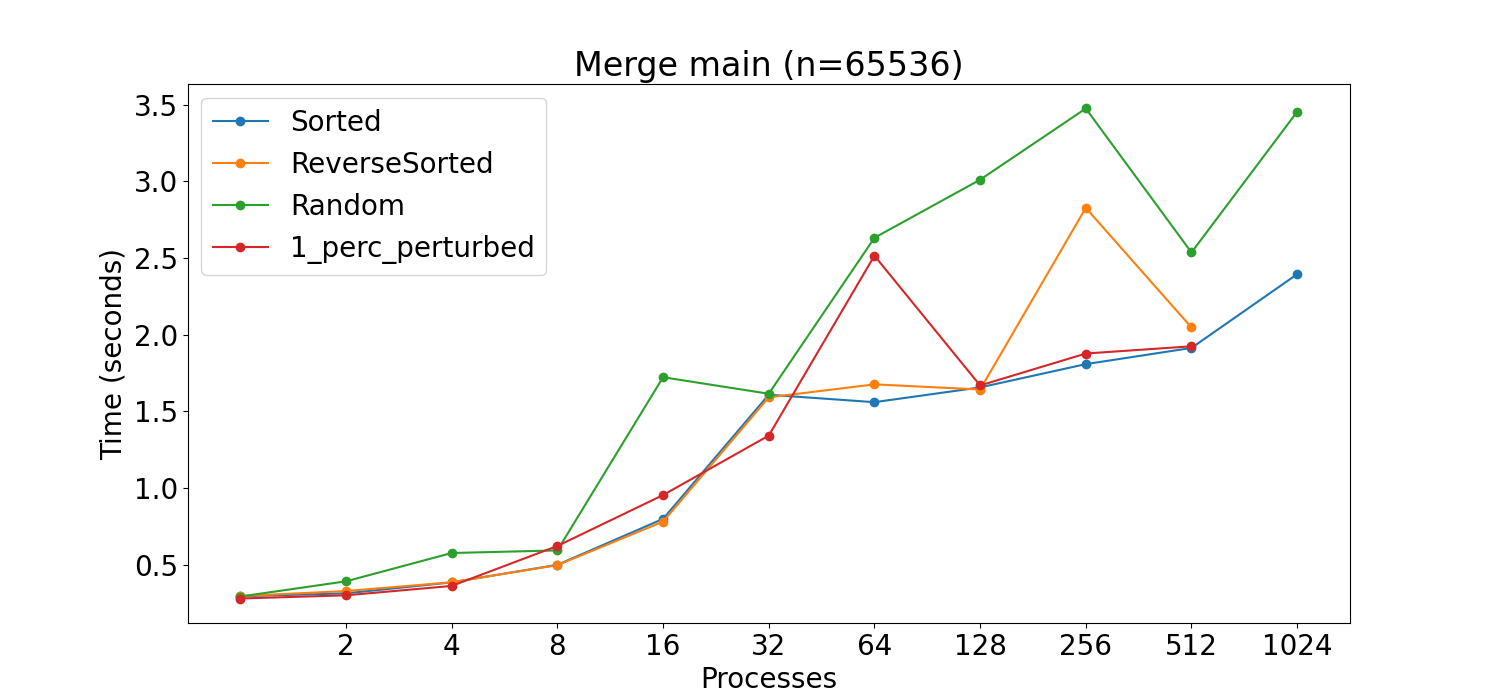 Merge main (n=65536)
Sorted
ReverseSorted
Random
1_perc_perturbed
Time (seconds)
3.5
3.0
2.5
2.0
1.5
1.0
0.5
2 4 8 16 32 64 128 256 512 1024
Processes